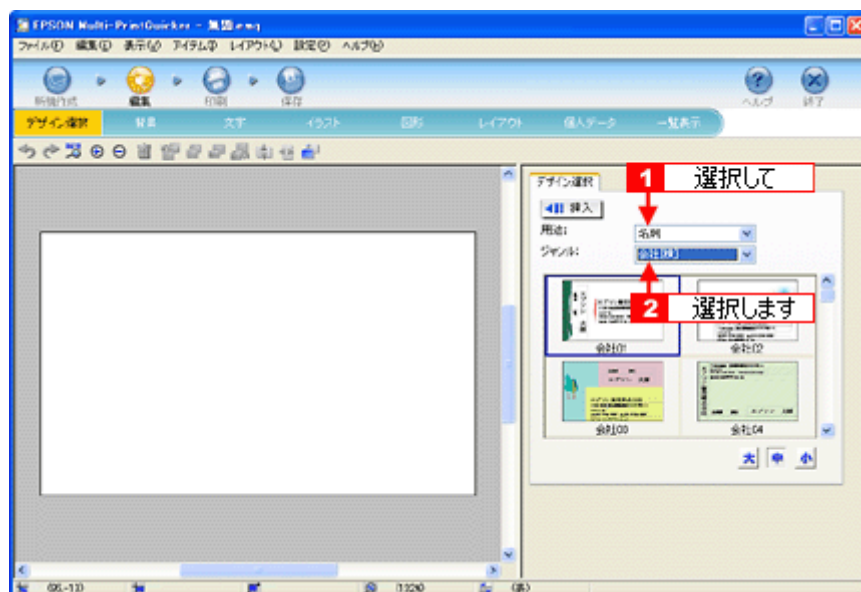 EPSON Multi-PrintQuicker - 無題.emq
ファイル(F) 編集(E) 表示(V) アイテム(I) レイアウト(L) 設定(C) ヘルプ(H)
新規作成 編集 印刷 保存 ヘルプ 終了
デザイン選択 背景 文字 イラスト 図形 レイアウト 個人データ 一覧表示
デザイン選択
1 選択して
挿入
用途: 名刺
ジャンル: 会社(横)
2 選択します
会社01 会社02
会社03 会社04
大 中 小